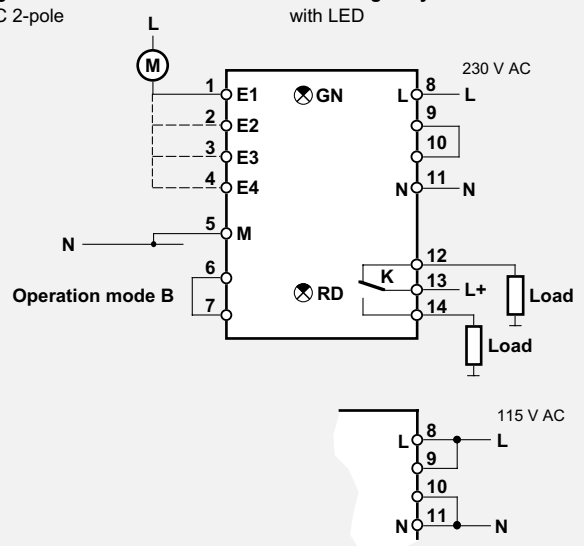 C 2-pole
with LED
L
M
230 V AC
1 E1
GN
L 8 L
2 E2
9
3 E3
10
4 E4
N 11 N
5 M
N
12
6
K
13 L+
Load
Operation mode B
RD
7
14
Load
115 V AC
L 8 L
9
10
N 11 N